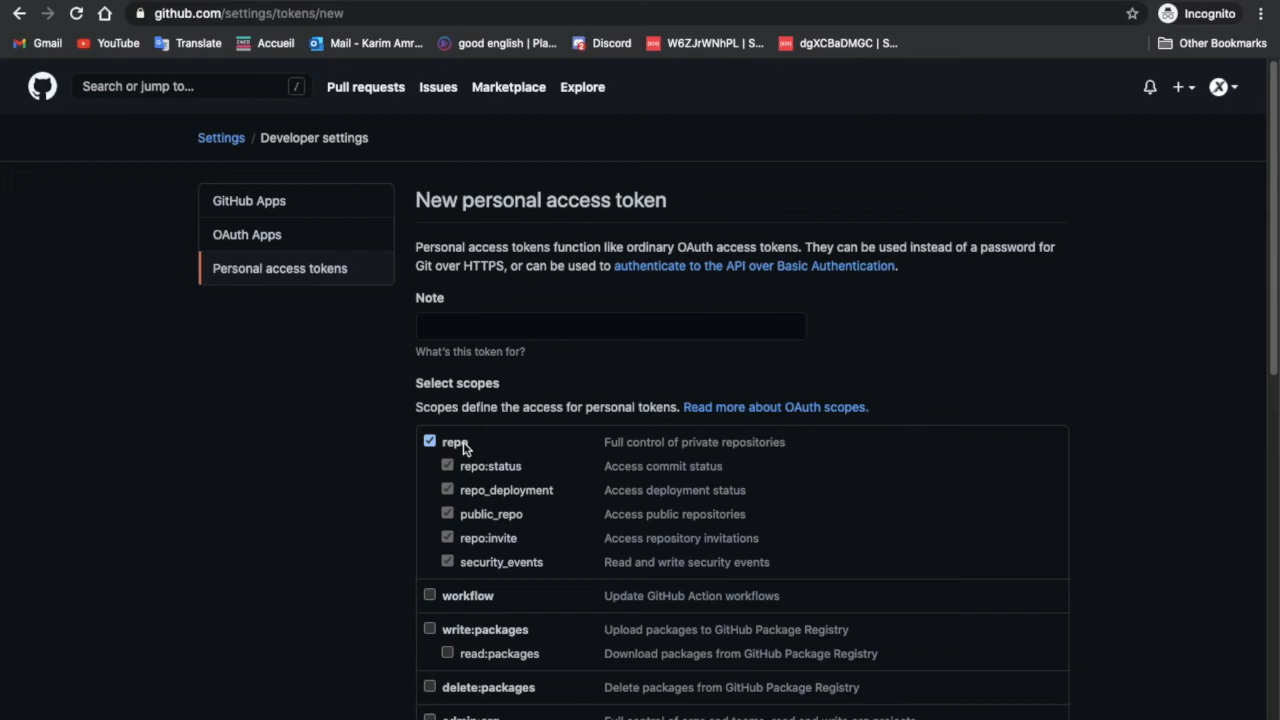 github.com/settings/tokens/new
Incognito
Gmail YouTube Translate Accueil Mail - Karim Amr... good english | Pla... Discord W6ZJrWNhPL | S... dgXCBaDMGC | S... Other Bookmarks
Search or jump to... / Pull requests Issues Marketplace Explore
Settings / Developer settings
GitHub Apps
OAuth Apps
Personal access tokens
New personal access token
Personal access tokens function like ordinary OAuth access tokens. They can be used instead of a password for
Git over HTTPS, or can be used to authenticate to the API over Basic Authentication.
Note
What's this token for?
Select scopes
Scopes define the access for personal tokens. Read more about OAuth scopes.
repo Full control of private repositories
repo:status Access commit status
repo_deployment Access deployment status
public_repo Access public repositories
repo:invite Access repository invitations
security_events Read and write security events
workflow Update GitHub Action workflows
write:packages Upload packages to GitHub Package Registry
read:packages Download packages from GitHub Package Registry
delete:packages Delete packages from GitHub Package Registry